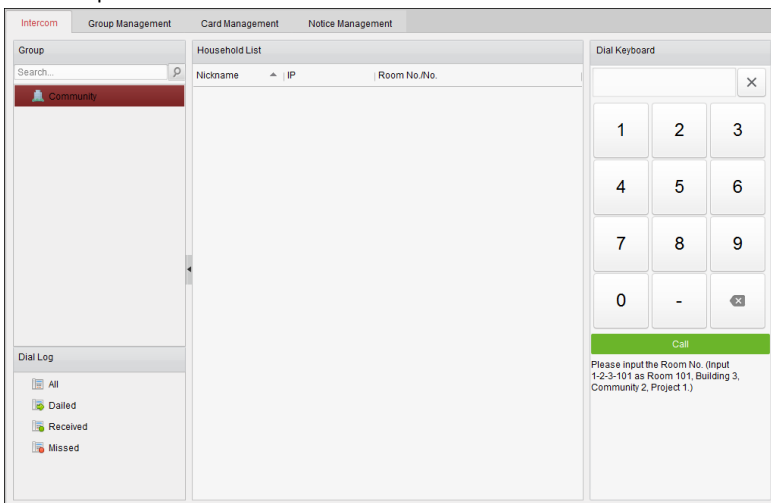 Intercom Group Management Card Management Notice Management
Group
Search...
Community
Household List
Nickname IP Room No./No.
Dial Keyboard
1 2 3
4 5 6
7 8 9
0 -
Call
Please input the Room No. (Input
1-2-3-101 as Room 101, Building 3,
Community 2, Project 1.)
Dial Log
All
Dailed
Received
Missed